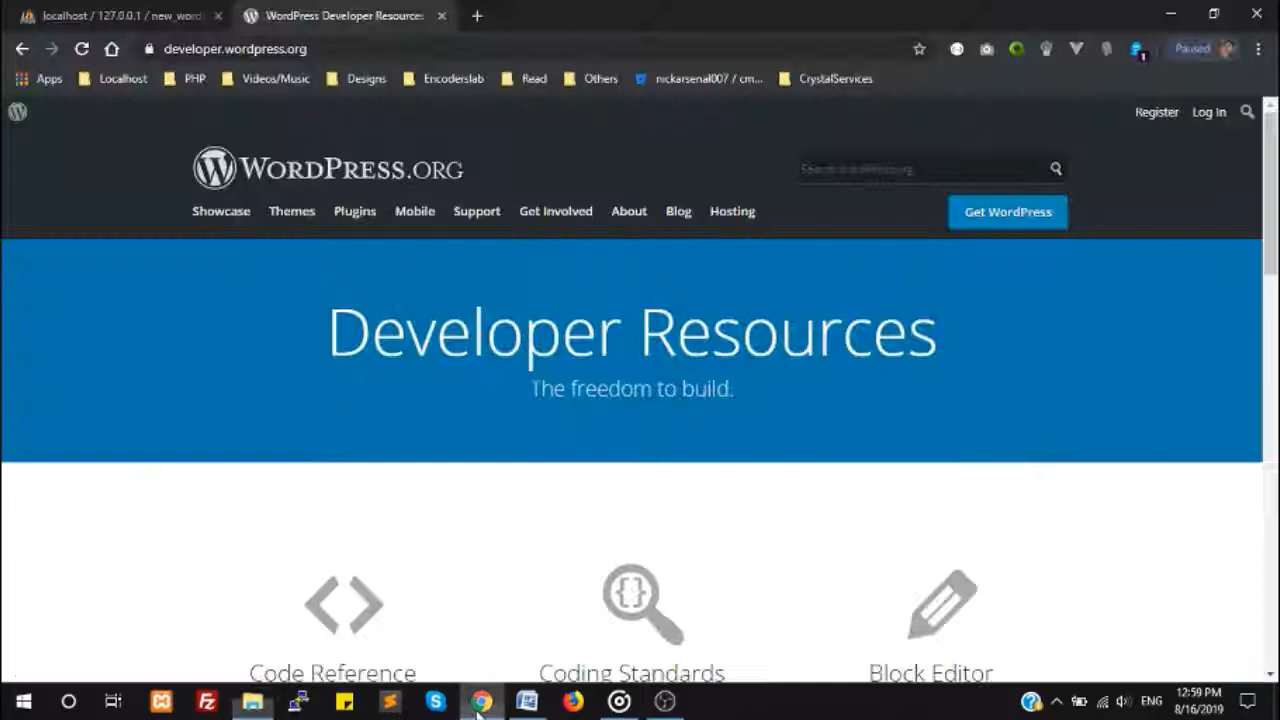 localhost / 127.0.0.1 / new_word
WordPress Developer Resources
developer.wordpress.org
Paused
Apps Localhost PHP Videos/Music Designs Encoderslab Read Others nickarsenal007 / cm... CrystalServices
Register Log In
WORDPRESS.ORG
Showcase Themes Plugins Mobile Support Get Involved About Blog Hosting
Get WordPress
Developer Resources
The freedom to build.
Code Reference Coding Standards Block Editor
ENG
12:59 PM
8/16/2019